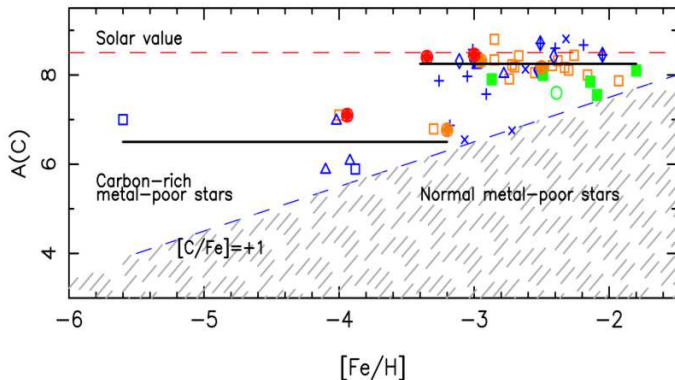 Solar value
8
6
4
A(C)
Carbon-rich
metal-poor stars
Normal metal-poor stars
[C/Fe]=+1
-6
-5
-4
-3
-2
[Fe/H]